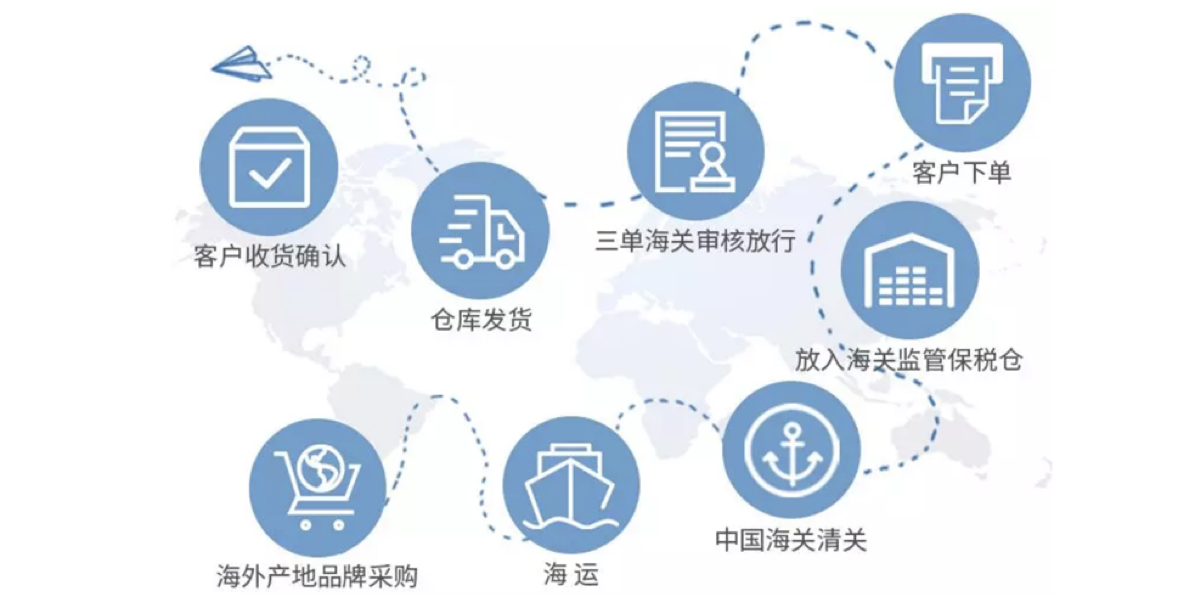 客户下单
三单海关审核放行
客户收货确认
仓库发货
放入海关监管保税仓
中国海关清关
海运
海外产地品牌采购